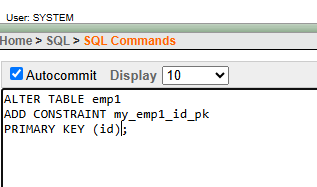 User: SYSTEM
Home > SQL > SQL Commands
Autocommit Display 10
ALTER TABLE emp1
ADD CONSTRAINT my_emp1_id_pk
PRIMARY KEY (id);